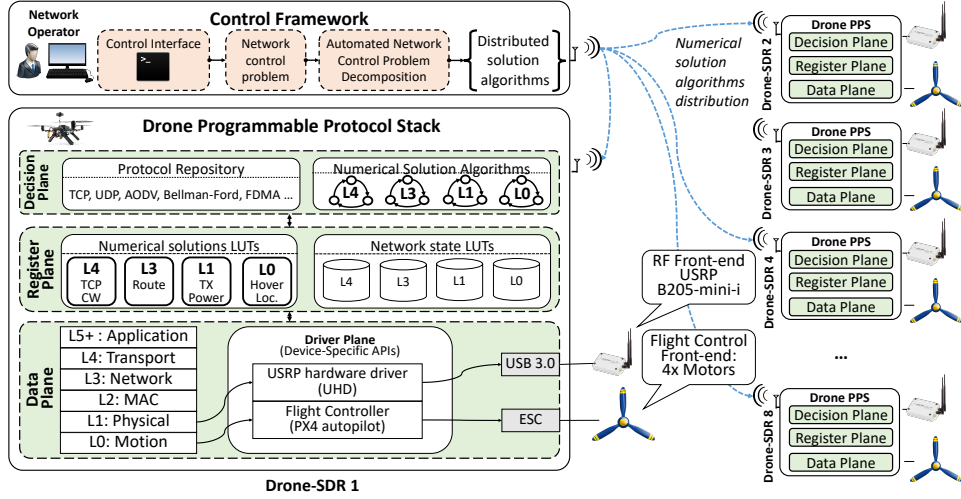 Control Framework
Network
Operator
Control Interface
>_
Network
control
problem
Automated Network
Control Problem
Decomposition
Distributed
solution
algorithms
Numerical
solution
algorithms
distribution
Drone Programmable Protocol Stack
Decision
Plane
Protocol Repository
TCP, UDP, AODV, Bellman-Ford, FDMA ...
Numerical Solution Algorithms
L4
L3
L1
L0
Register
Plane
Numerical solutions LUTs
L4
TCP
CW
L3
Route
L1
TX
Power
L0
Hover
Loc.
Network state LUTs
L4
L3
L1
L0
Data
Plane
L5+ : Application
L4: Transport
L3: Network
L2: MAC
L1: Physical
L0: Motion
Driver Plane
(Device-Specific APIs)
USRP hardware driver
(UHD)
Flight Controller
(PX4 autopilot)
USB 3.0
ESC
RF Front-end
USRP
B205-mini-i
Flight Control
Front-end:
4x Motors
Drone-SDR 1
Drone-SDR 2
Drone PPS
Decision Plane
Register Plane
Data Plane
Drone-SDR 3
Drone PPS
Decision Plane
Register Plane
Data Plane
Drone-SDR 4
Drone PPS
Decision Plane
Register Plane
Data Plane
...
Drone-SDR 8
Drone PPS
Decision Plane
Register Plane
Data Plane